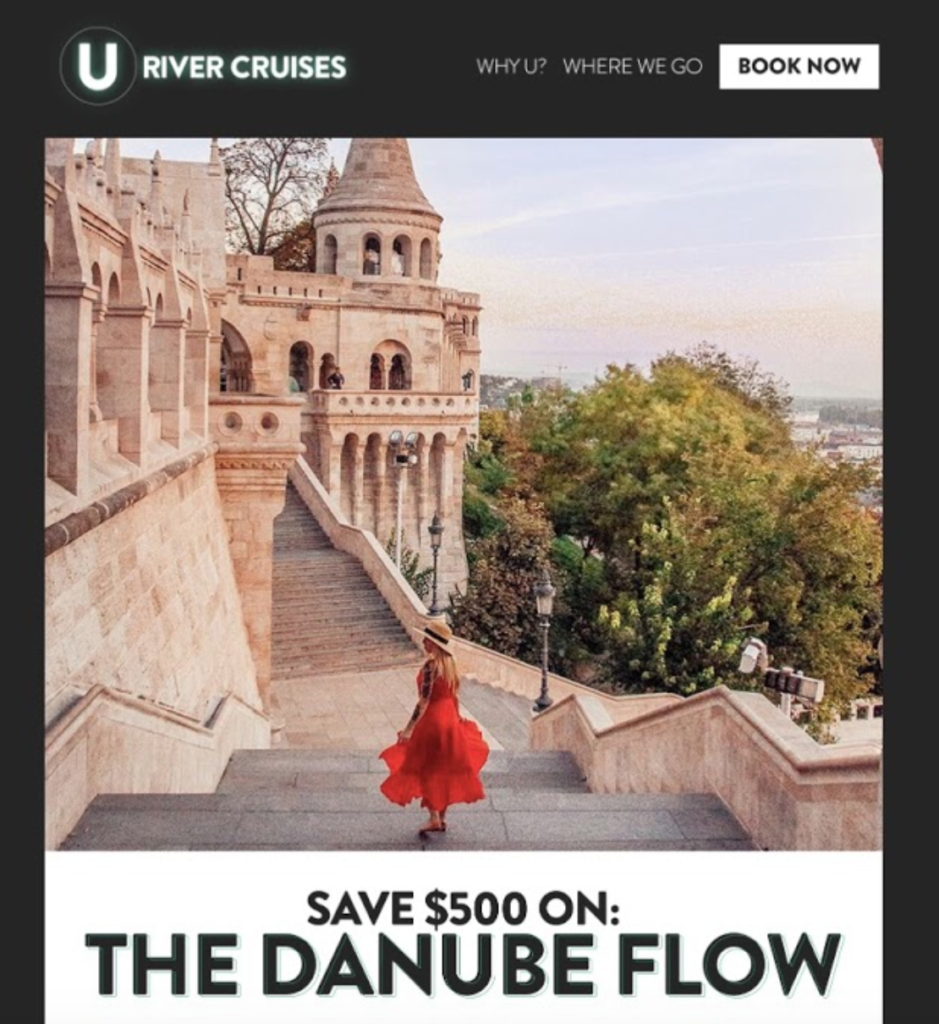 U RIVER CRUISES
WHY U? WHERE WE GO BOOK NOW
SAVE $500 ON:
THE DANUBE FLOW